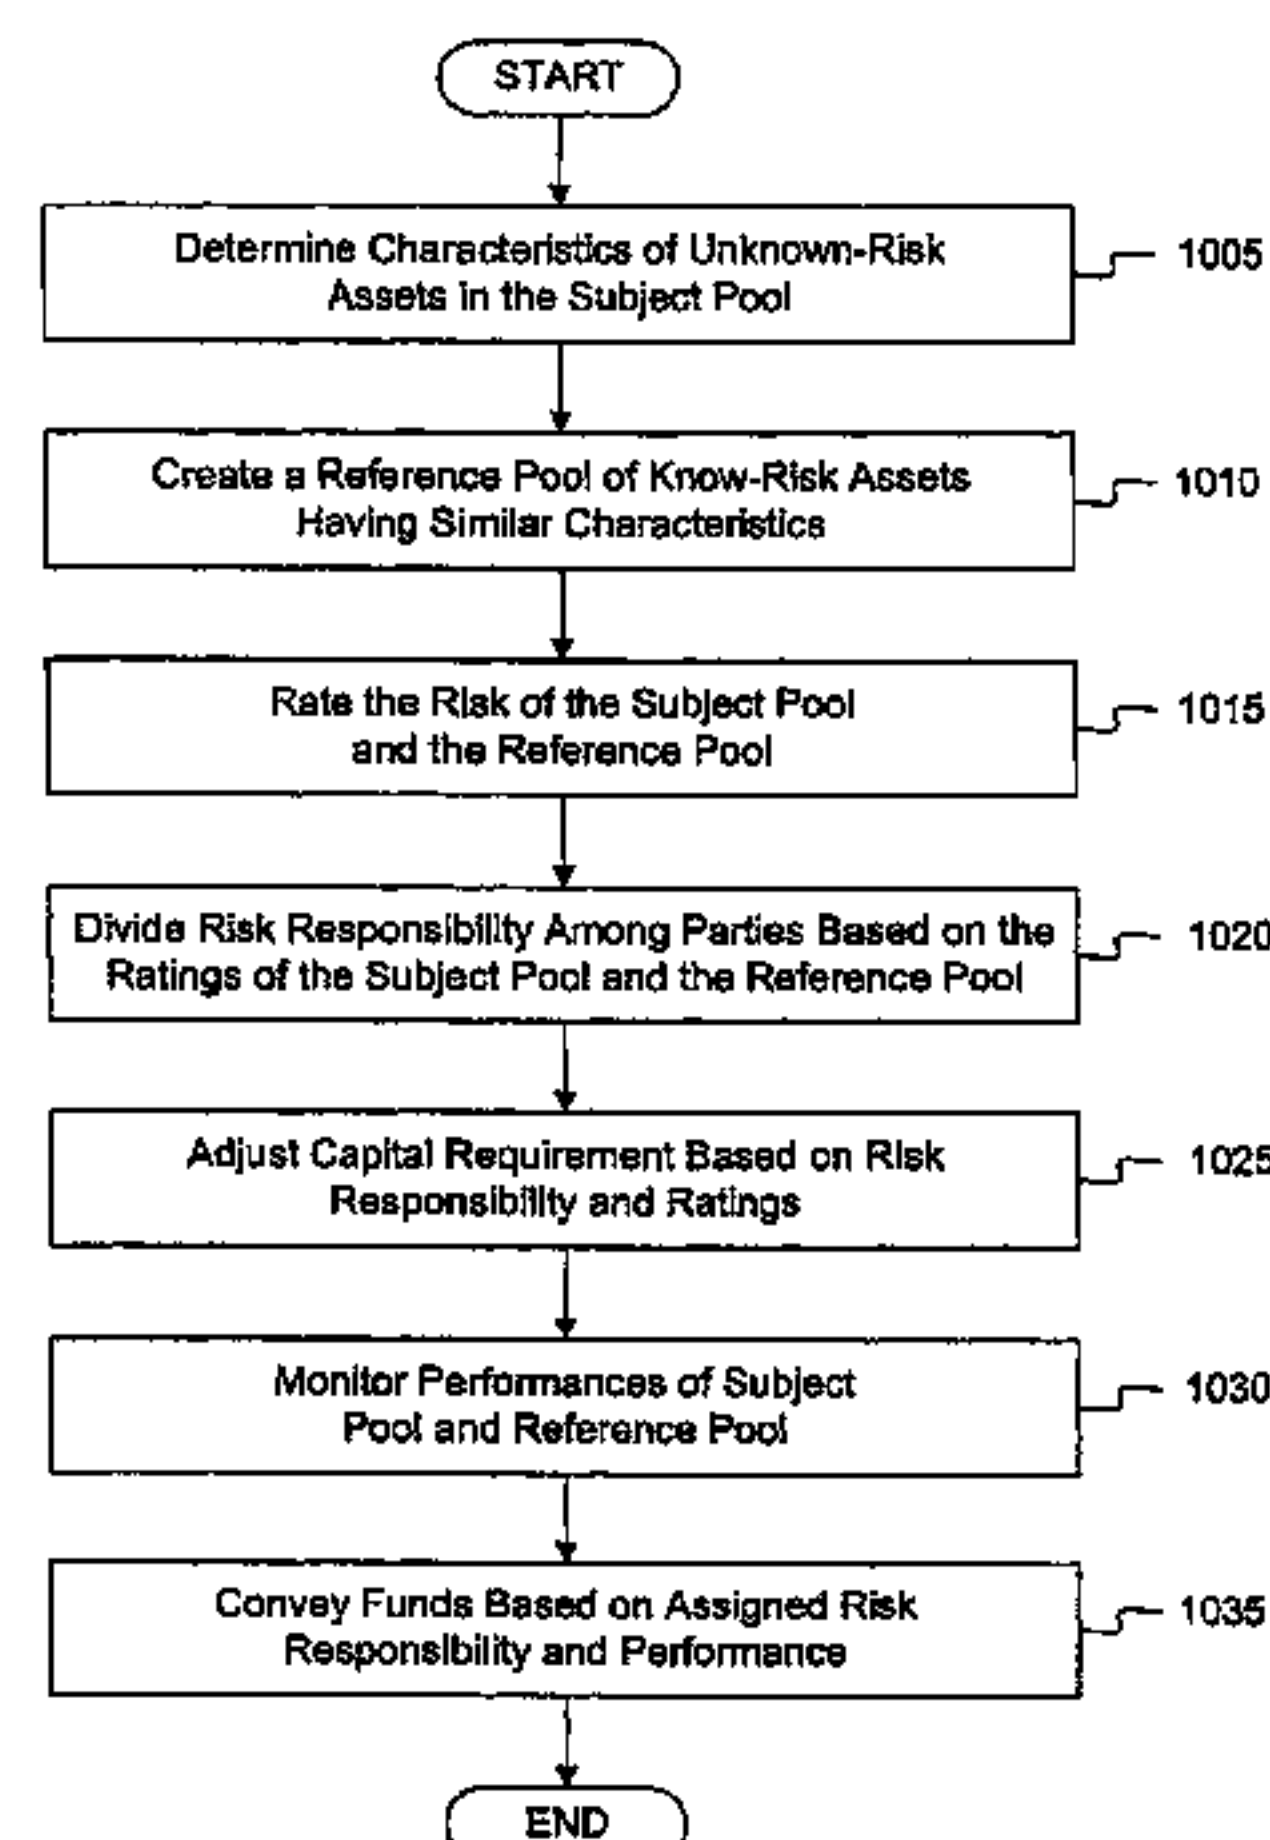 START
Determine Characteristics of Unknown-Risk
Assets in the Subject Pool
1005
Create a Reference Pool of Know-Risk Assets
Having Similar Characteristics
1010
Rate the Risk of the Subject Pool
and the Reference Pool
1015
Divide Risk Responsibility Among Parties Based on the
Ratings of the Subject Pool and the Reference Pool
1020
Adjust Capital Requirement Based on Risk
Responsibility and Ratings
1025
Monitor Performances of Subject
Pool and Reference Pool
1030
Convey Funds Based on Assigned Risk
Responsibility and Performance
1035
END